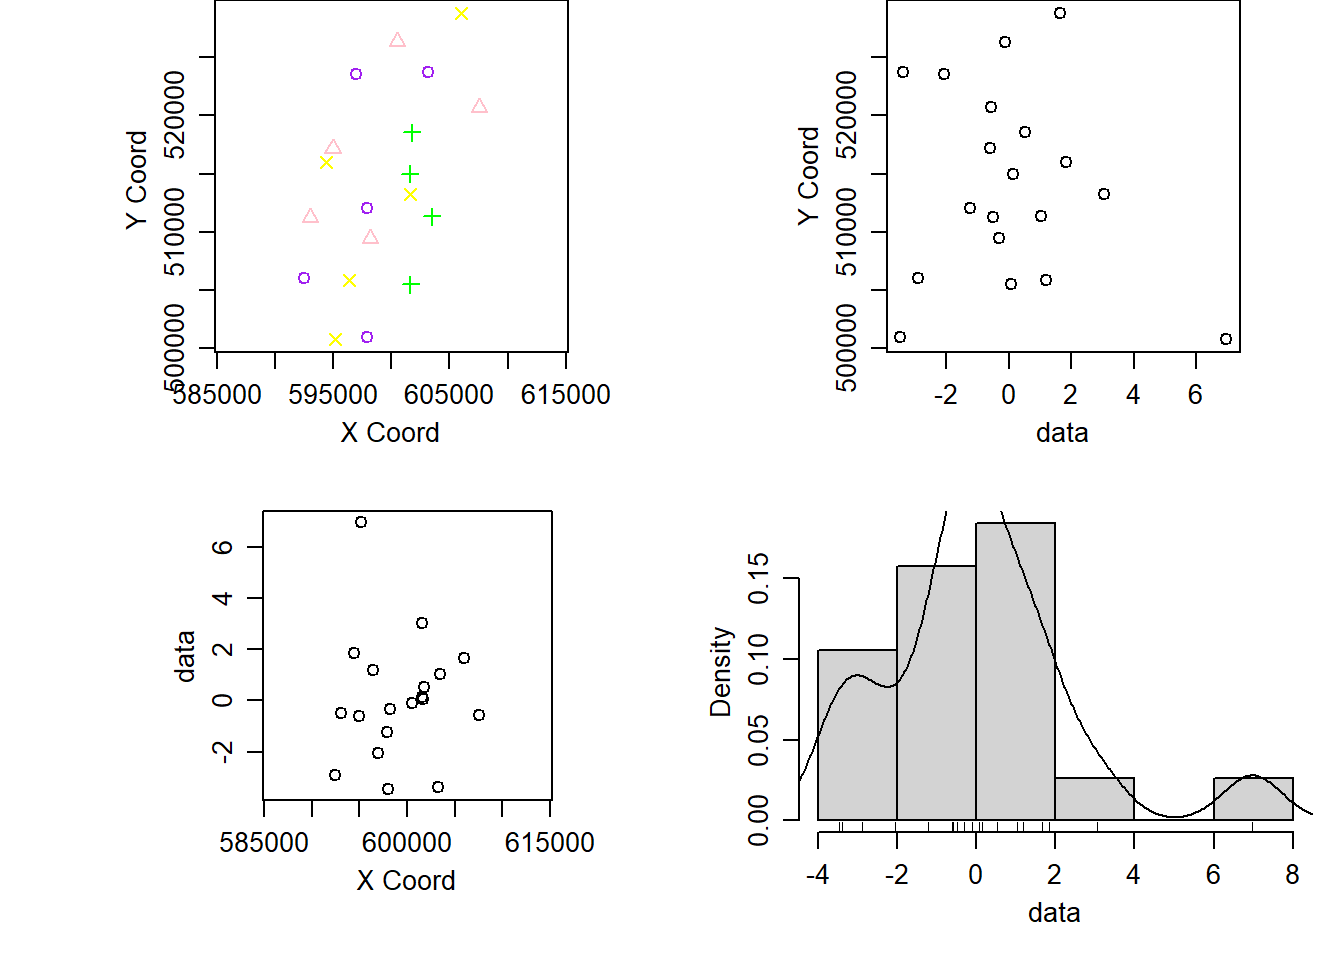 Y Coord
520000
510000
500000
585000 595000 605000 615000
X Coord
Y Coord
520000
510000
500000
-2 0 2 4 6
data
data
6
4
2
0
-2
585000 600000 615000
X Coord
Density
0.15
0.10
0.05
0.00
-4 -2 0 2 4 6 8
data